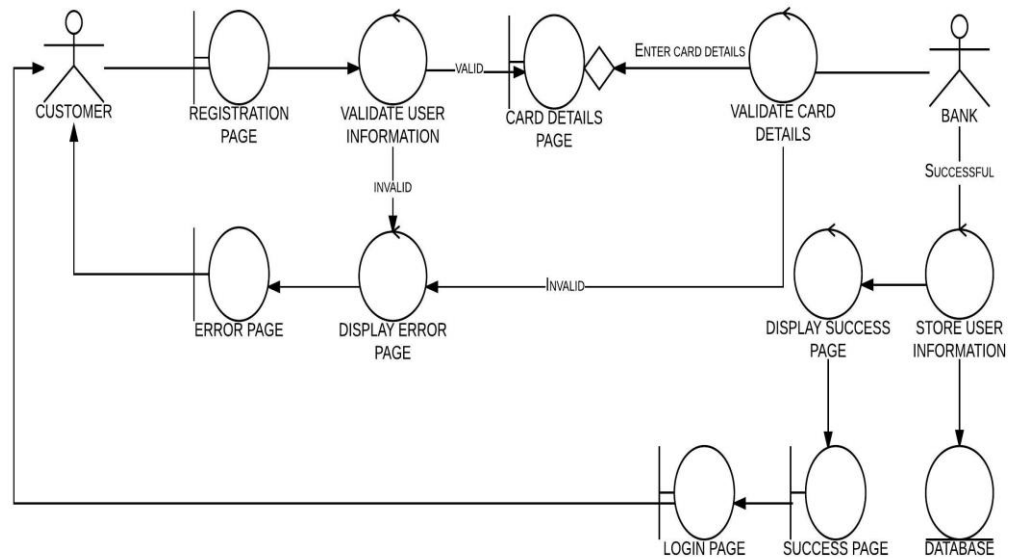 ENTER CARD DETAILS
VALID
CUSTOMER
REGISTRATION
PAGE
VALIDATE USER
INFORMATION
CARD DETAILS
PAGE
VALIDATE CARD
DETAILS
BANK
SUCCESSFUL
INVALID
INVALID
ERROR PAGE
DISPLAY ERROR
PAGE
DISPLAY SUCCESS
PAGE
STORE USER
INFORMATION
LOGIN PAGE
SUCCESS PAGE
DATABASE